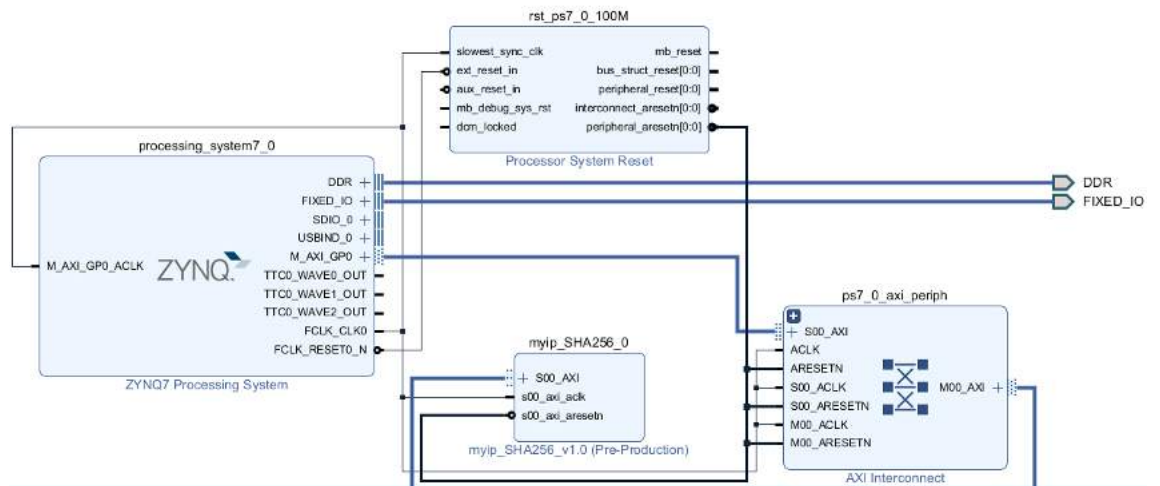 rst_ps7_0_100M
slowest_sync_clk
ext_reset_in
aux_reset_in
mb_debug_sys_rst
dcm_locked
mb_reset
bus_struct_reset[0:0]
peripheral_reset[0:0]
interconnect_aresetn[0:0]
peripheral_aresetn[0:0]
Processor System Reset
processing_system7_0
M_AXI_GP0_ACLK
ZYNQ.
DDR
FIXED_IO
SDIO_0
USBIND_0
M_AXI_GP0
TTC0_WAVE0_OUT
TTC0_WAVE1_OUT
TTC0_WAVE2_OUT
FCLK_CLK0
FCLK_RESET0_N
ZYNQ7 Processing System
DDR
FIXED_IO
myip_SHA256_0
S00_AXI
s00_axi_aclk
s00_axi_aresetn
myip_SHA256_v1.0 (Pre-Production)
ps7_0_axi_periph
S00_AXI
ACLK
ARESETN
S00_ACLK
S00_ARESETN
M00_ACLK
M00_ARESETN
M00_AXI
AXI Interconnect